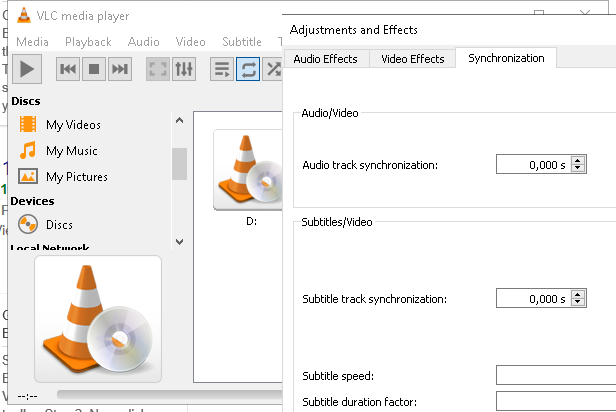 VLC media player
Media Playback Audio Video Subtitle
Discs
My Videos
My Music
My Pictures
Devices
Discs
Local Network
D:
--:--
Adjustments and Effects
Audio Effects Video Effects Synchronization
Audio/Video
Audio track synchronization: 0,000 s
Subtitles/Video
Subtitle track synchronization: 0,000 s
Subtitle speed:
Subtitle duration factor: